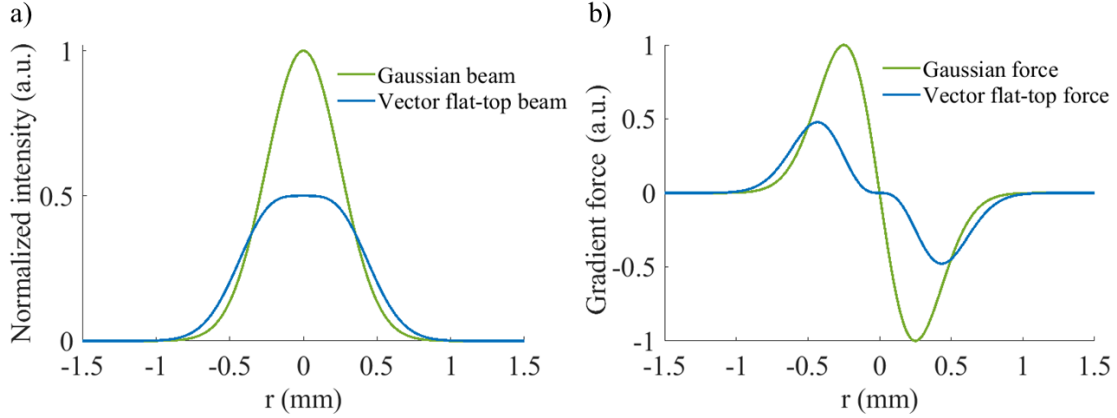 a)
Normalized intensity (a.u.)
1
0.5
0
Gaussian beam
Vector flat-top beam
-1.5
-1
-0.5
0
0.5
1
1.5
r (mm)
b)
Gradient force (a.u.)
1
0.5
0
-0.5
-1
Gaussian force
Vector flat-top force
-1.5
-1
-0.5
0
0.5
1
1.5
r (mm)